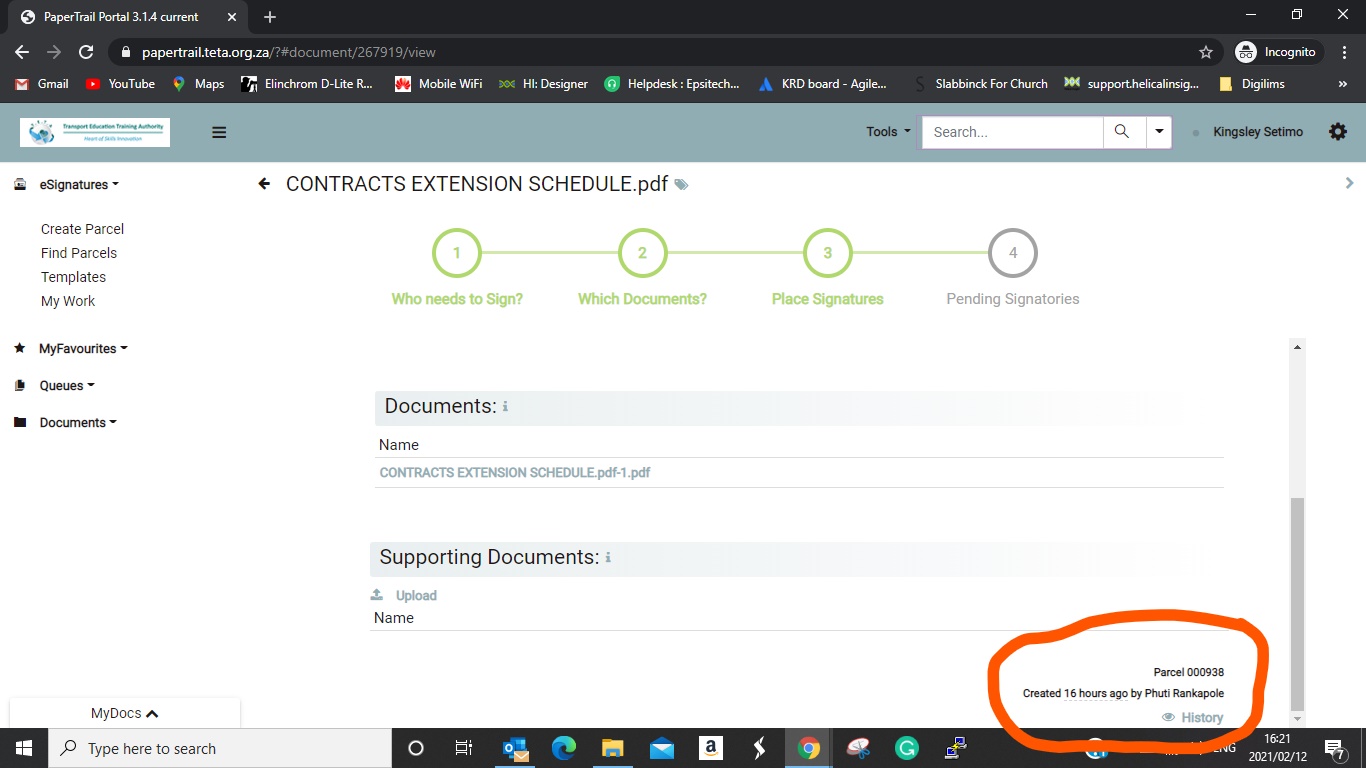 PaperTrail Portal 3.1.4 current
papertrail.teta.org.za/?#document/267919/view
Incognito
Gmail YouTube Maps Elinchrom D-Lite R... Mobile WiFi HI: Designer Helpdesk : Epsitech... KRD board - Agile... Slabbinck For Church support.helicalinsig... Digilims »
Transport Education Training Authority
Heart of Skills Innovation
Tools Search... Kingsley Setimo
eSignatures
CONTRACTS EXTENSION SCHEDULE.pdf
Create Parcel
Find Parcels
Templates
My Work
MyFavourites
Queues
Documents
1 2 3 4
Who needs to Sign? Which Documents? Place Signatures Pending Signatories
Documents:
Name
CONTRACTS EXTENSION SCHEDULE.pdf-1.pdf
Supporting Documents:
Upload
Name
Parcel 000938
Created 16 hours ago by Phuti Rankapole
History
MyDocs
Type here to search
ENG
16:21
2021/02/12
7